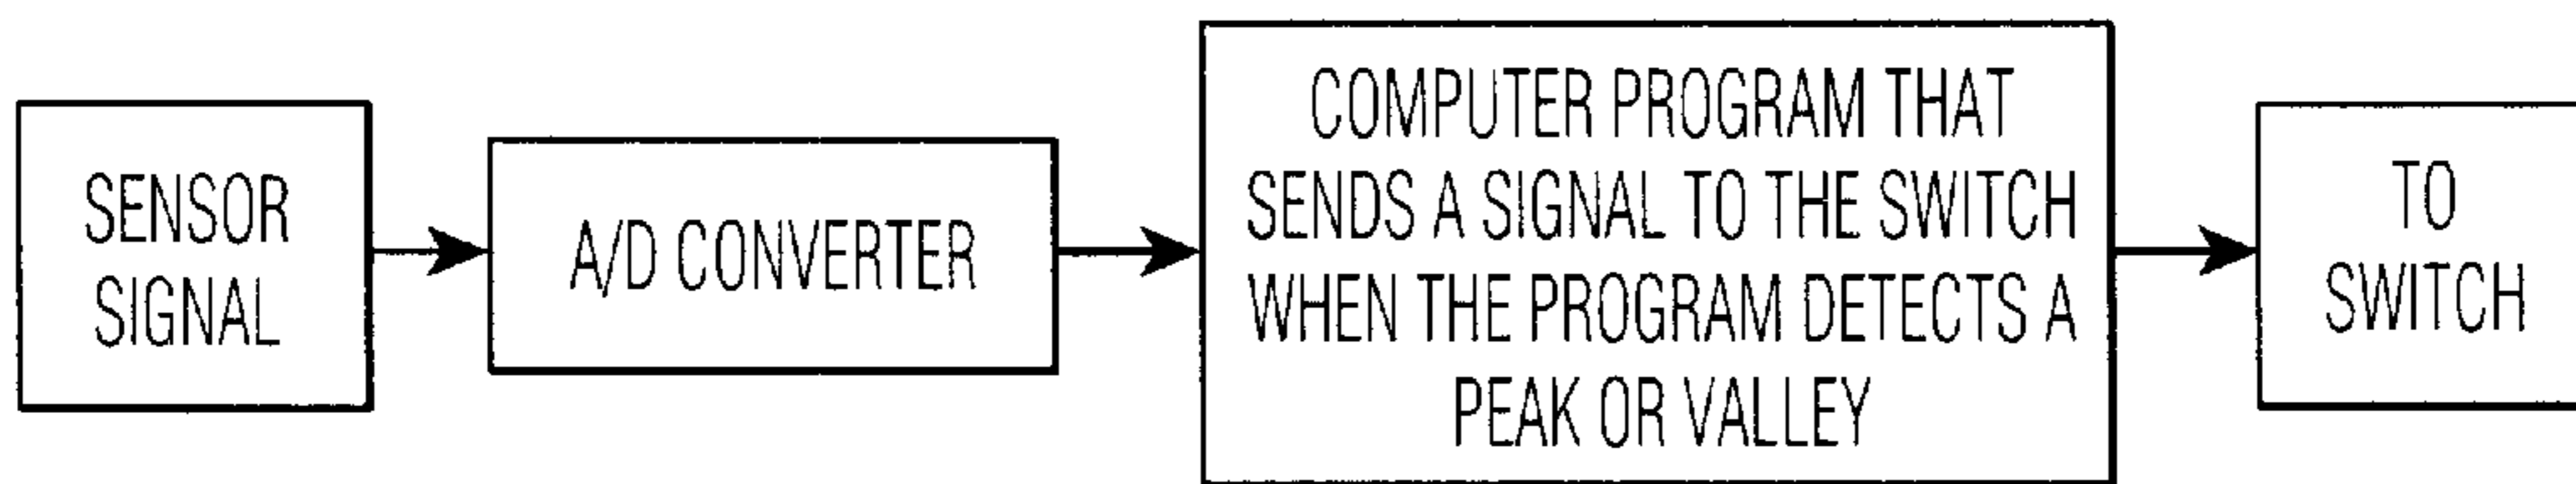 SENSOR
SIGNAL
A/D CONVERTER
COMPUTER PROGRAM THAT
SENDS A SIGNAL TO THE SWITCH
WHEN THE PROGRAM DETECTS A
PEAK OR VALLEY
TO
SWITCH